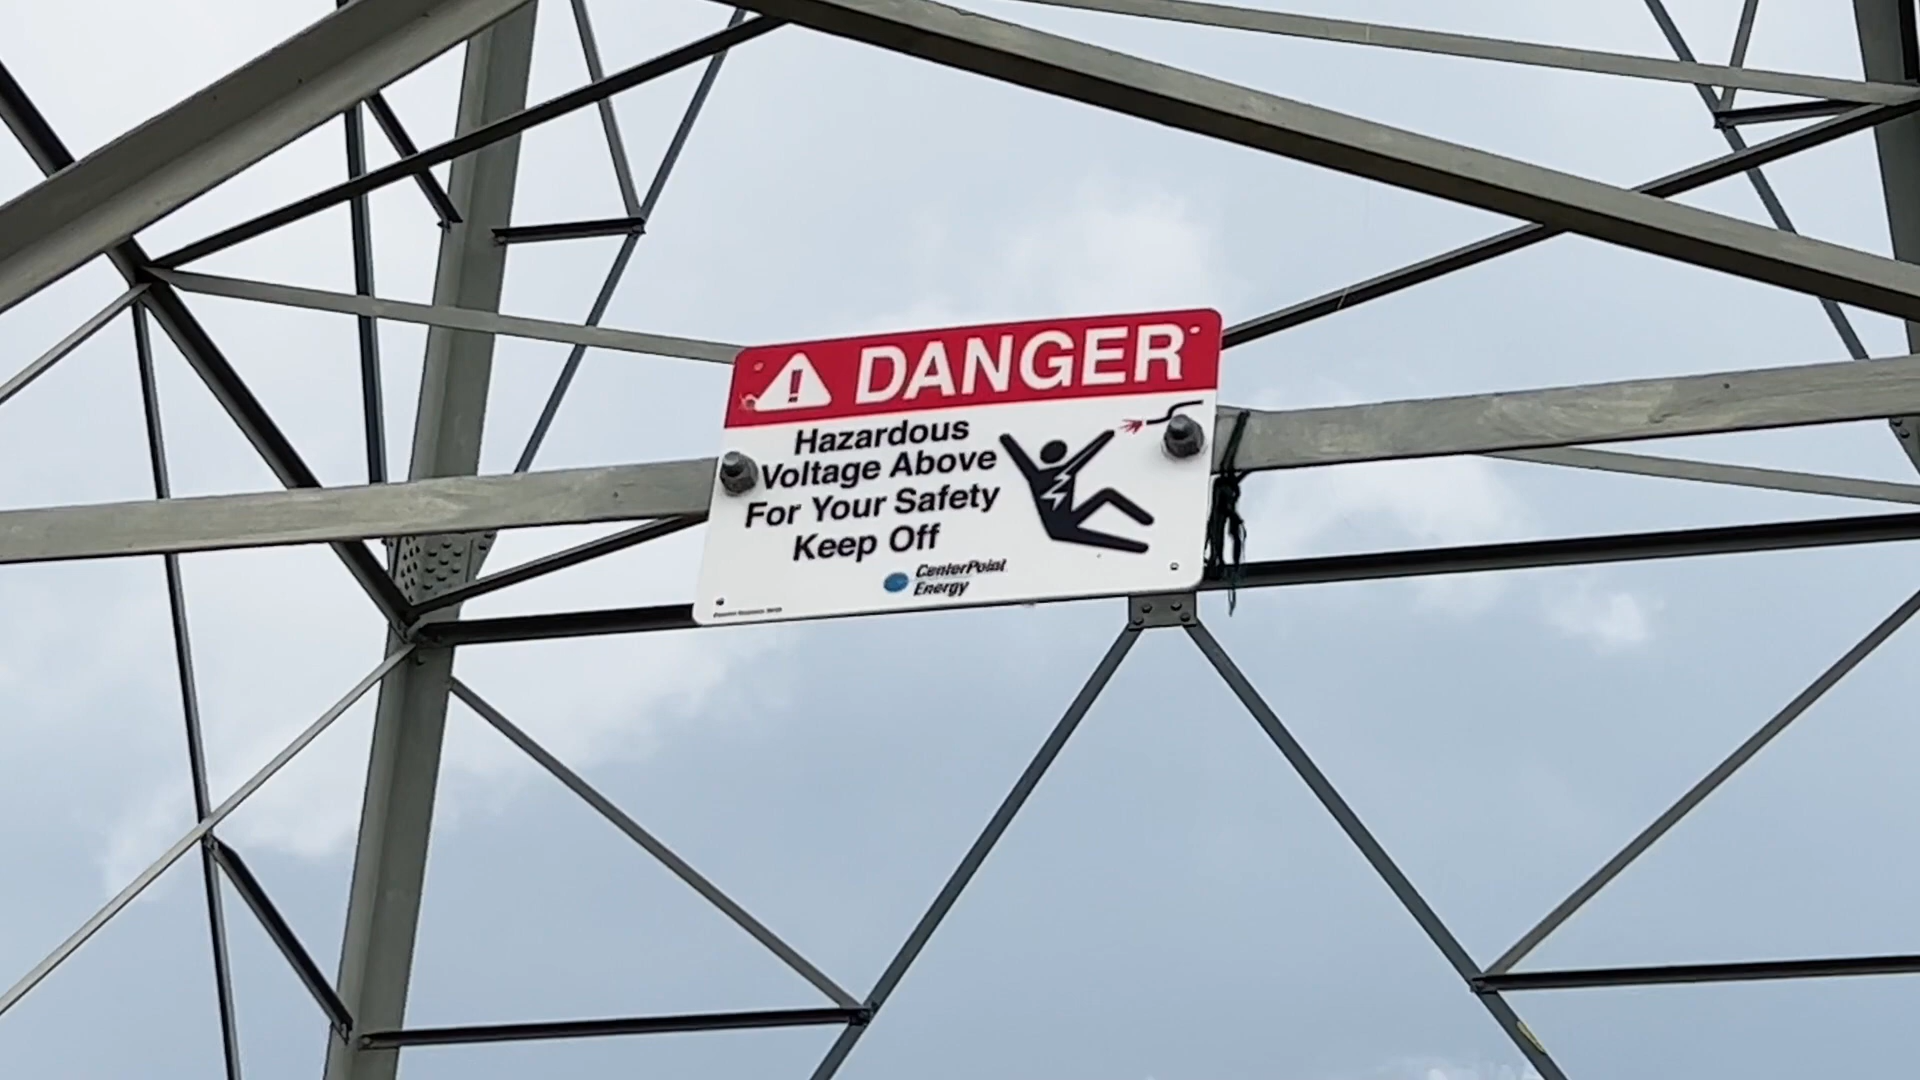 DANGER
Hazardous
Voltage Above
For Your Safety
Keep Off
CenterPoint
Energy